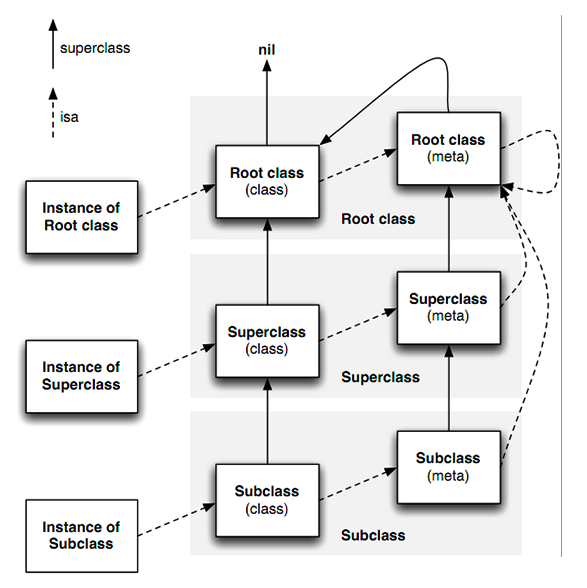 superclass
nil
isa
Root class
(class)
Root class
(meta)
Instance of
Root class
Root class
Superclass
(class)
Superclass
(meta)
Instance of
Superclass
Superclass
Subclass
(class)
Subclass
(meta)
Instance of
Subclass
Subclass